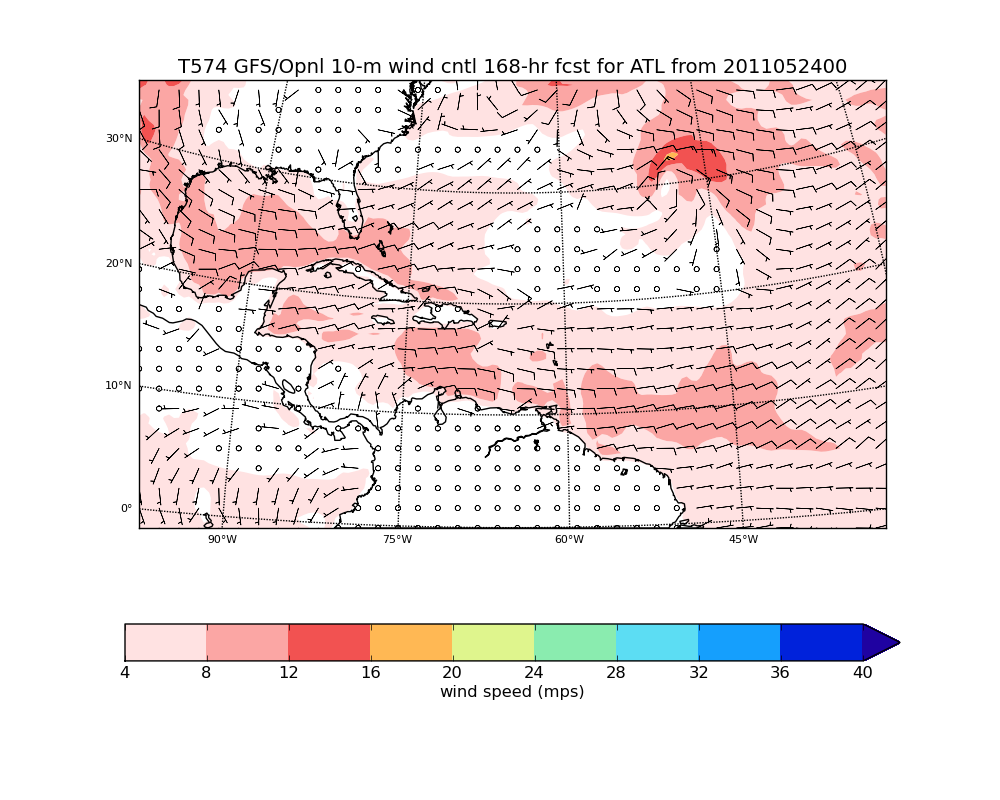 T574 GFS/Opnl 10-m wind cntl 168-hr fcst for ATL from 2011052400
30°N
20°N
10°N
0°
90°W 75°W 60°W 45°W
4 8 12 16 20 24 28 32 36 40
wind speed (mps)